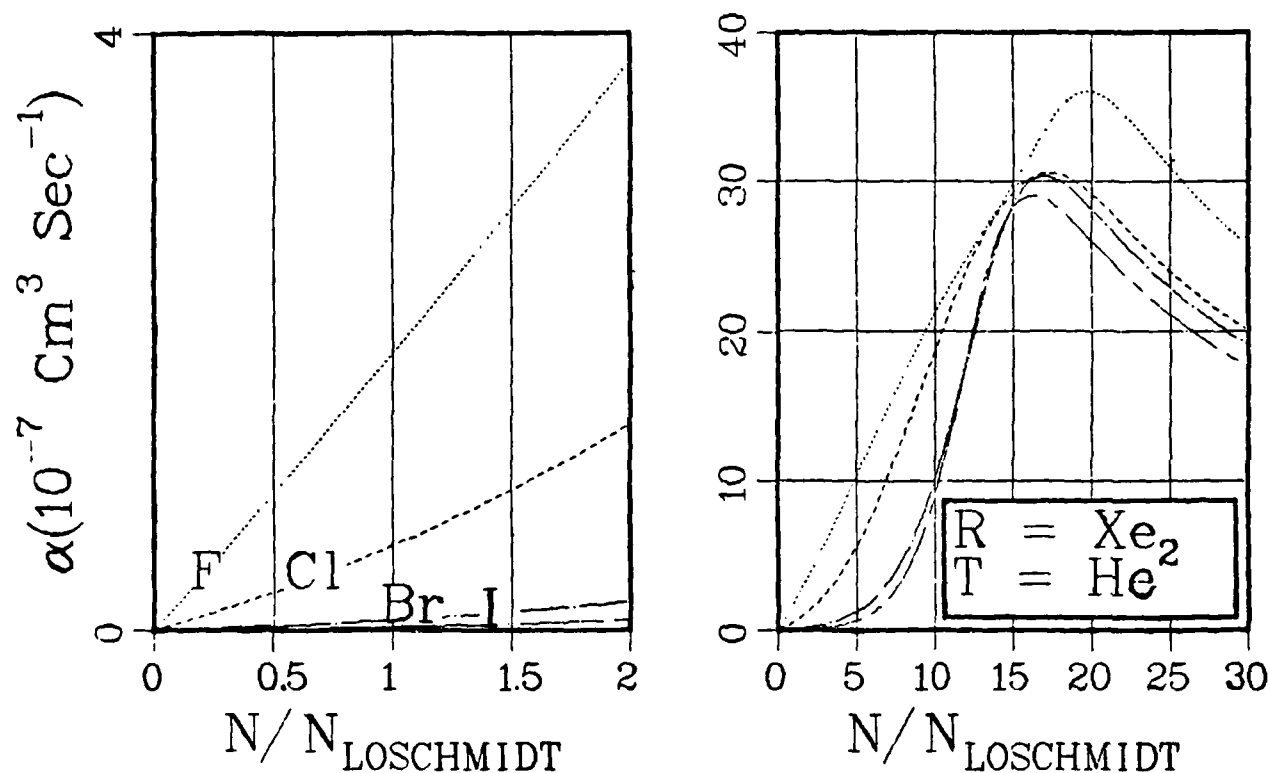 α(10⁻⁷ Cm³ Sec⁻¹)
4
0
F
Cl
Br
I
0 0.5 1 1.5 2
N/N_LOSCHMIDT
40
30
20
10
0
R = Xe₂
T = He
0 5 10 15 20 25 30
N/N_LOSCHMIDT